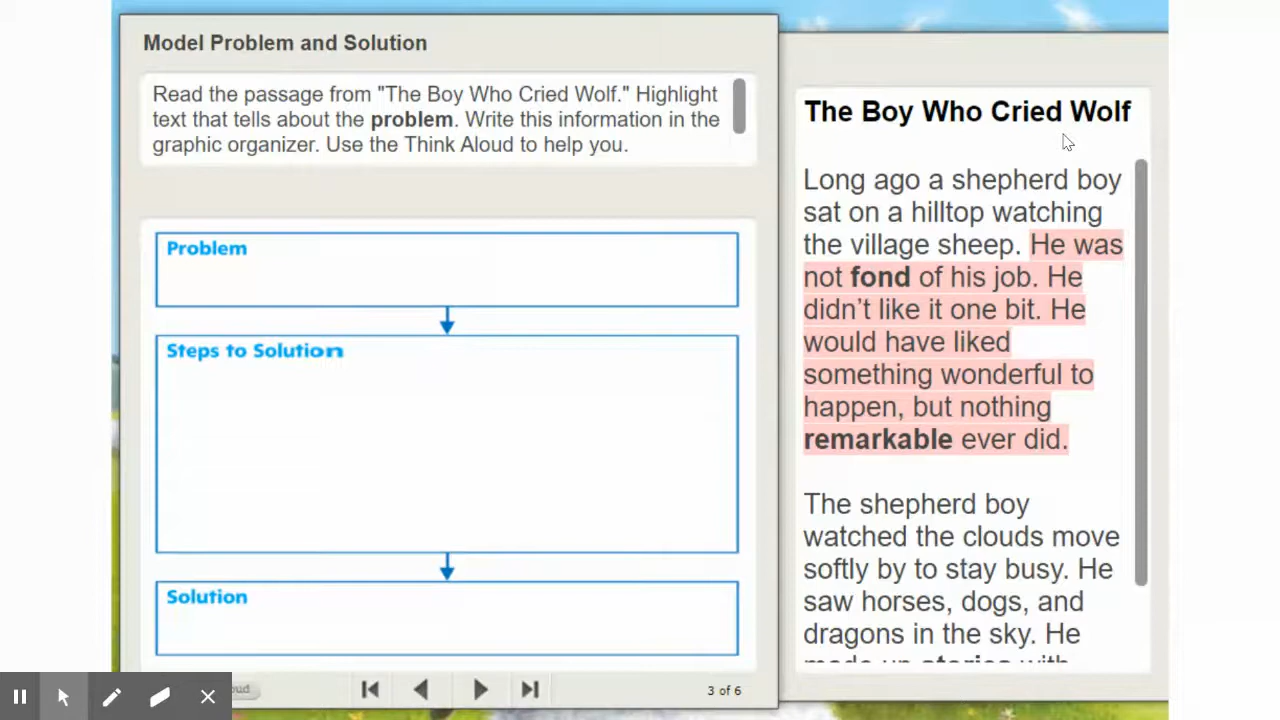 Model Problem and Solution
Read the passage from "The Boy Who Cried Wolf." Highlight
text that tells about the problem. Write this information in the
graphic organizer. Use the Think Aloud to help you.
Problem
Steps to Solution
Solution
3 of 6
The Boy Who Cried Wolf
Long ago a shepherd boy
sat on a hilltop watching
the village sheep. He was
not fond of his job. He
didn't like it one bit. He
would have liked
something wonderful to
happen, but nothing
remarkable ever did.
The shepherd boy
watched the clouds move
softly by to stay busy. He
saw horses, dogs, and
dragons in the sky. He
made up stories with